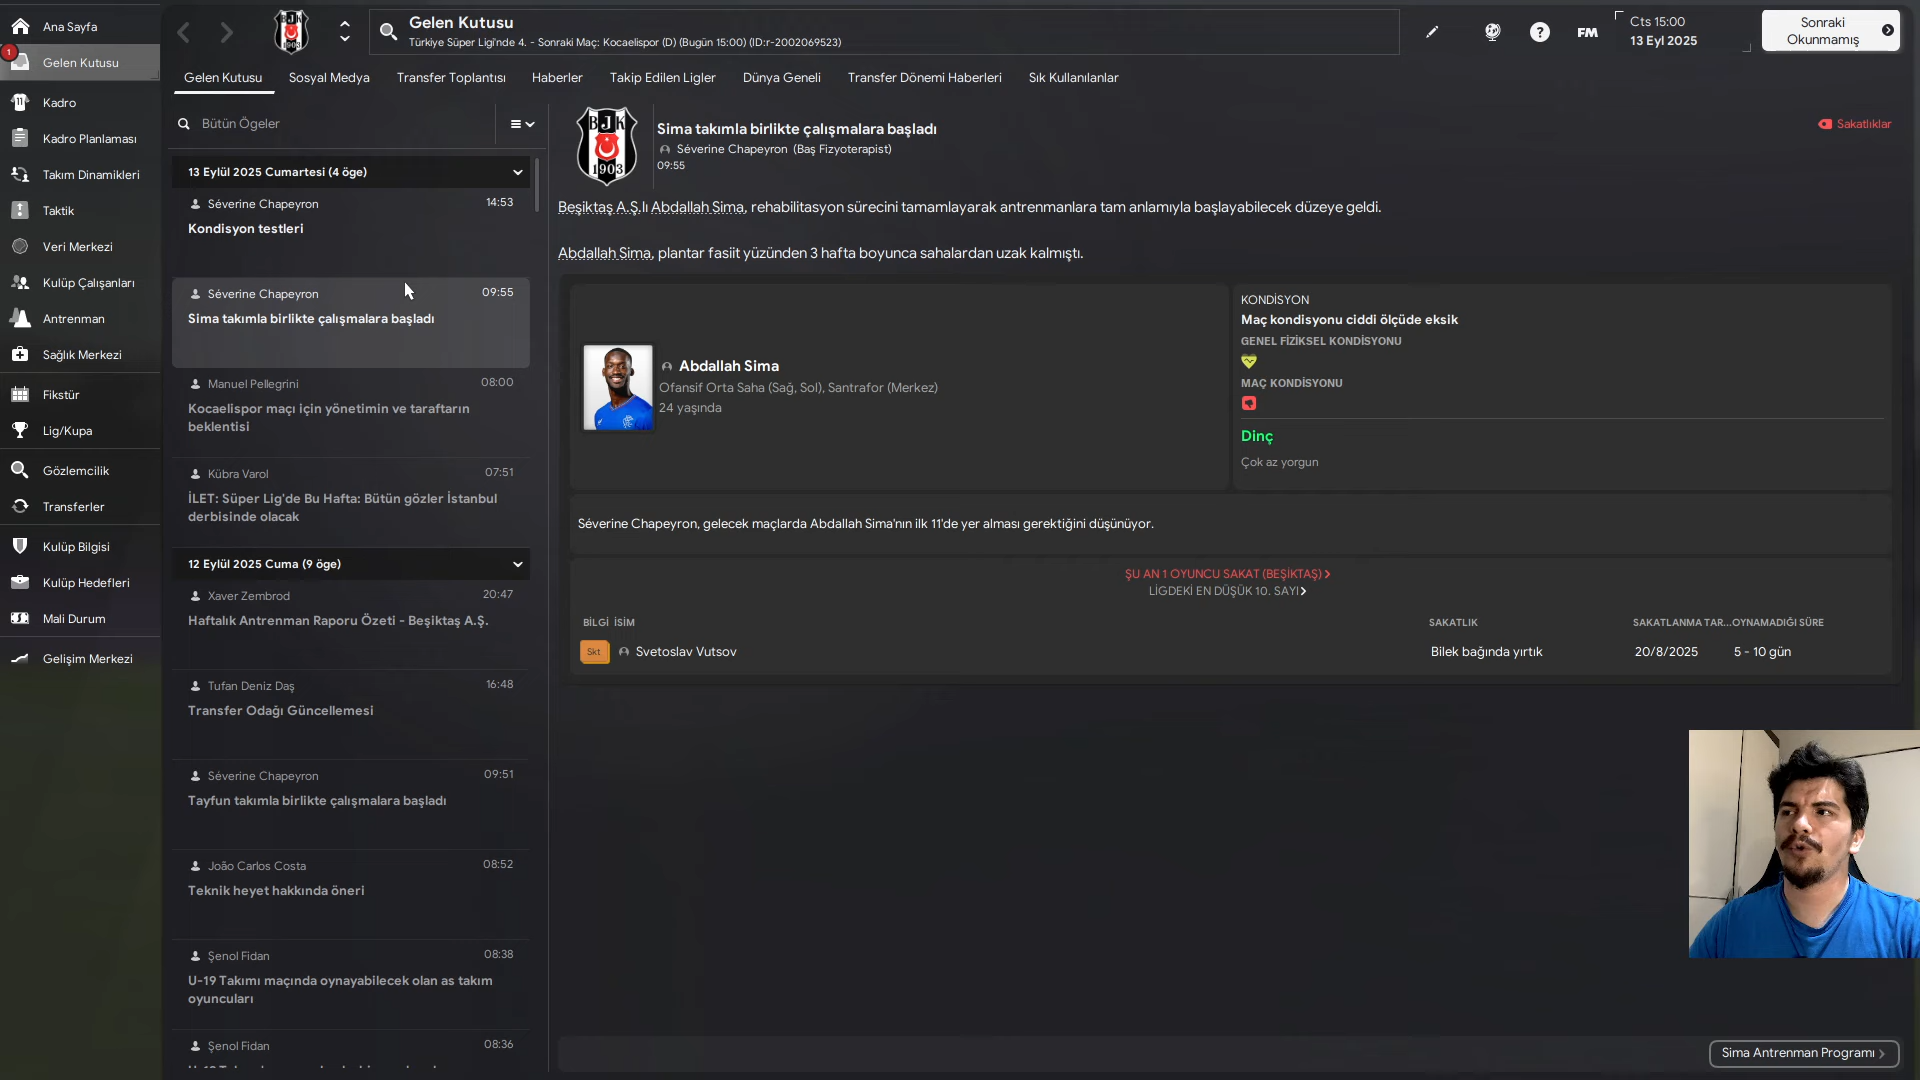 Ana Sayfa
1
Gelen Kutusu
Kadro
Kadro Planlaması
Takım Dinamikleri
Taktik
Veri Merkezi
Kulüp Çalışanları
Antrenman
Sağlık Merkezi
Fikstür
Lig/Kupa
Gözlemcilik
Transferler
Kulüp Bilgisi
Kulüp Hedefleri
Mali Durum
Gelişim Merkezi
BJK
1903
Gelen Kutusu
Türkiye Süper Ligi'nde 4. - Sonraki Maç: Kocaelispor (D) (Bugün 15:00) (ID:r-2002069523)
?
FM
Cts 15:00
13 Eyl 2025
Sonraki
Okunmamış
Gelen Kutusu
Sosyal Medya
Transfer Toplantısı
Haberler
Takip Edilen Ligler
Dünya Geneli
Transfer Dönemi Haberleri
Sık Kullanılanlar
Bütün Ögeler
13 Eylül 2025 Cumartesi (4 öge)
Séverine Chapeyron 14:53
Kondisyon testleri
Séverine Chapeyron 09:55
Sima takımla birlikte çalışmalara başladı
Manuel Pellegrini 08:00
Kocaelispor maçı için yönetimin ve taraftarın
beklentisi
Kübra Varol 07:51
İLET: Süper Lig'de Bu Hafta: Bütün gözler İstanbul
derbisinde olacak
12 Eylül 2025 Cuma (9 öge)
Xaver Zembrod 20:47
Haftalık Antrenman Raporu Özeti - Beşiktaş A.Ş.
Tufan Deniz Daş 16:48
Transfer Odağı Güncellemesi
Séverine Chapeyron 09:51
Tayfun takımla birlikte çalışmalara başladı
João Carlos Costa 08:52
Teknik heyet hakkında öneri
Şenol Fidan 08:38
U-19 Takımı maçında oynayabilecek olan as takım
oyuncuları
Şenol Fidan 08:36
BJK
1903
Sima takımla birlikte çalışmalara başladı
Séverine Chapeyron (Baş Fizyoterapist)
09:55
Sakatlıklar
Beşiktaş A.Ş.lı Abdallah Sima, rehabilitasyon sürecini tamamlayarak antrenmanlara tam anlamıyla başlayabilecek düzeye geldi.
Abdallah Sima, plantar fasiit yüzünden 3 hafta boyunca sahalardan uzak kalmıştı.
Abdallah Sima
Ofansif Orta Saha (Sağ, Sol), Santrafor (Merkez)
24 yaşında
KONDİSYON
Maç kondisyonu ciddi ölçüde eksik
GENEL FİZİKSEL KONDİSYONU
MAÇ KONDİSYONU
Dinç
Çok az yorgun
Séverine Chapeyron, gelecek maçlarda Abdallah Sima'nın ilk 11'de yer alması gerektiğini düşünüyor.
ŞU AN 1 OYUNCU SAKAT (BEŞİKTAŞ)
LİGDEKİ EN DÜŞÜK 10. SAYI
BİLGİ İSİM SAKATLIK SAKATLANMA TAR...OYNAMADIĞI SÜRE
Skt Svetoslav Vutsov Bilek bağında yırtık 20/8/2025 5 - 10 gün
Sima Antrenman Programı